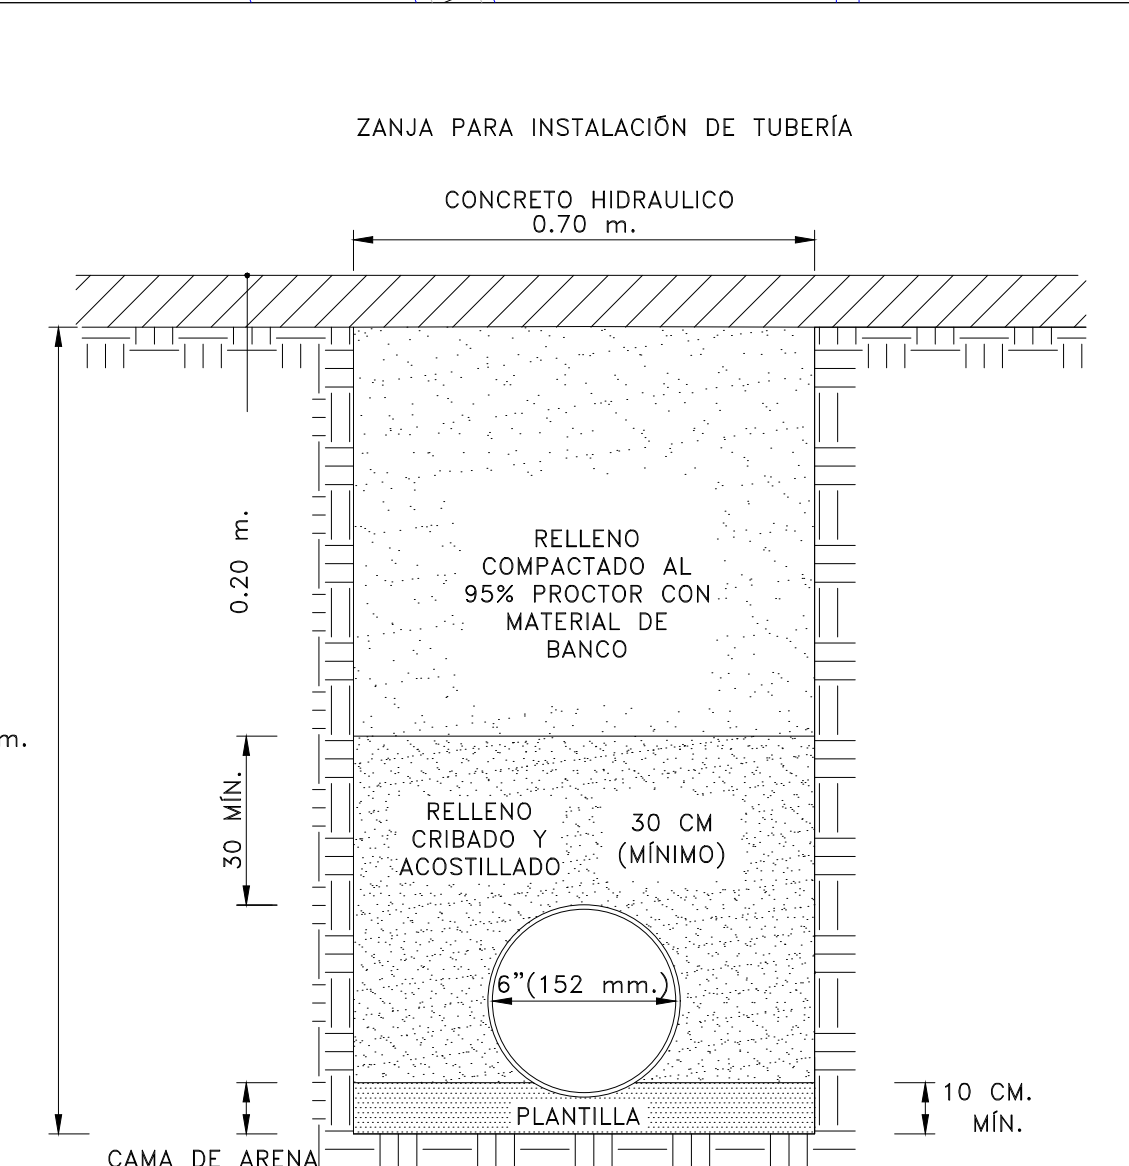 ZANJA PARA INSTALACIÓN DE TUBERÍA
CONCRETO HIDRAULICO
0.70 m.
0.20 m.
RELLENO
COMPACTADO AL
95% PROCTOR CON
MATERIAL DE
BANCO
m.
30 MÍN.
RELLENO
CRIBADO Y
ACOSTILLADO
30 CM
(MÍNIMO)
6"(152 mm.)
10 CM.
MÍN.
PLANTILLA
CAMA DE ARENA